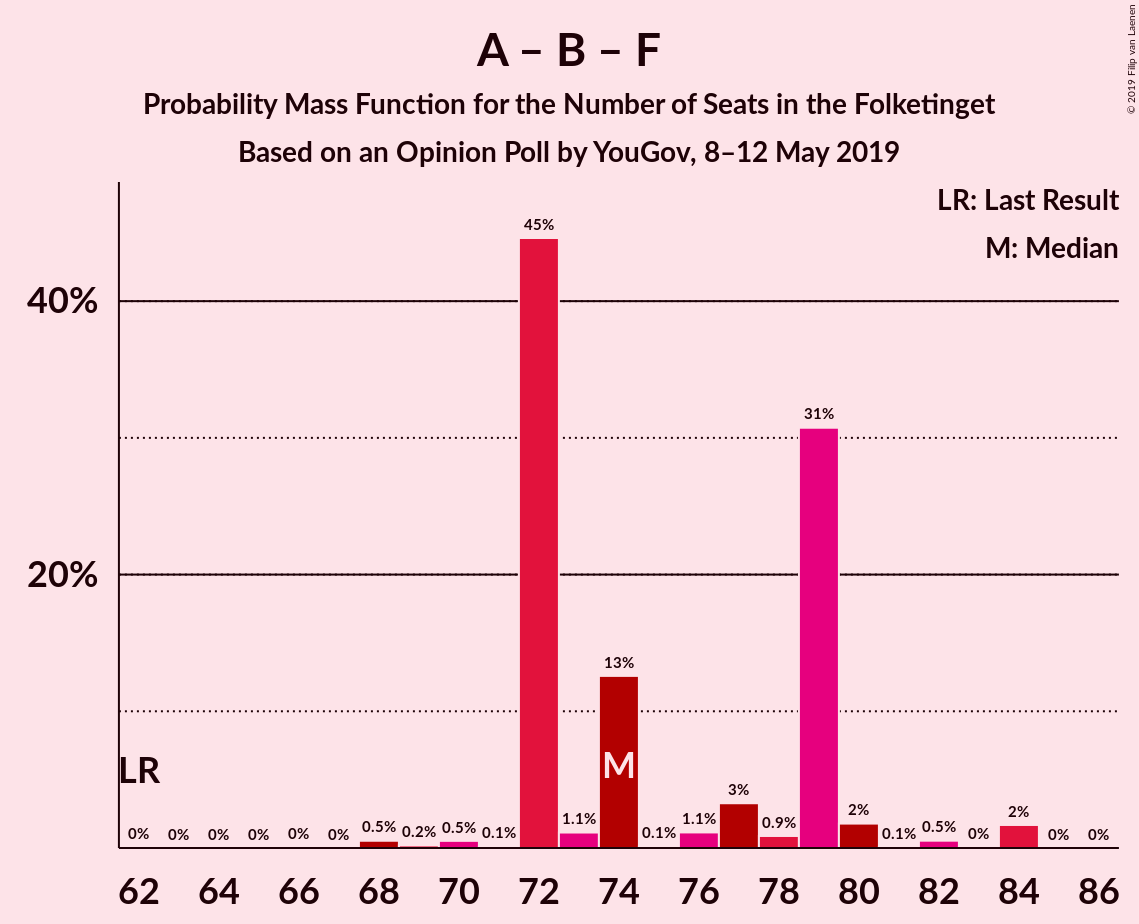 A – B – F
Probability Mass Function for the Number of Seats in the Folketinget
Based on an Opinion Poll by YouGov, 8–12 May 2019
© 2019 Filip van Laenen
LR: Last Result
M: Median
45%
40%
31%
20%
13%
LR
M
0% 0% 0% 0% 0% 0% 0.5% 0.2% 0.5% 0.1% 1.1% 0.1% 1.1% 3% 0.9% 2% 0.1% 0.5% 0% 2% 0% 0%
62 64 66 68 70 72 74 76 78 80 82 84 86